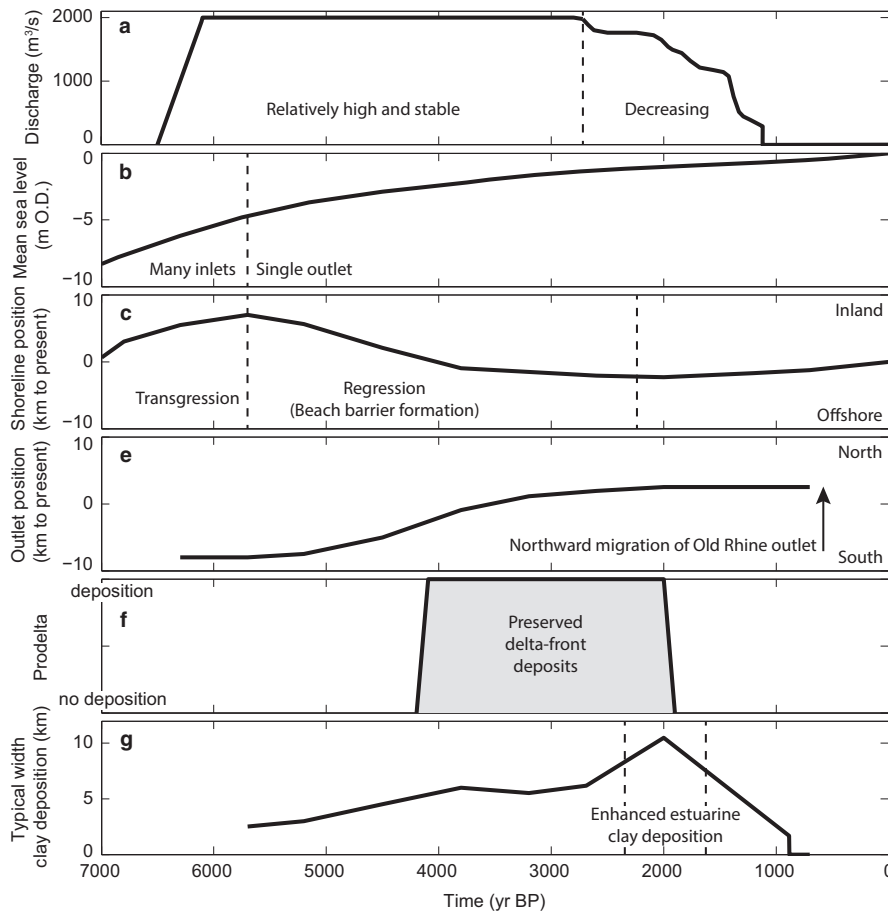 a
2000
1000
0
Discharge (m³/s)
Relatively high and stable
Decreasing
b
0
−5
−10
Mean sea level
(m O.D.)
Many inlets
Single outlet
c
10
0
−10
Shoreline position
(km to present)
Inland
Transgression
Regression
(Beach barrier formation)
Offshore
e
10
0
−10
Outlet position
(km to present)
North
Northward migration of Old Rhine outlet
South
deposition
f
Prodelta
Preserved
delta-front
deposits
no deposition
g
10
5
0
Typical width
clay deposition (km)
Enhanced estuarine
clay deposition
7000 6000 5000 4000 3000 2000 1000 0
Time (yr BP)